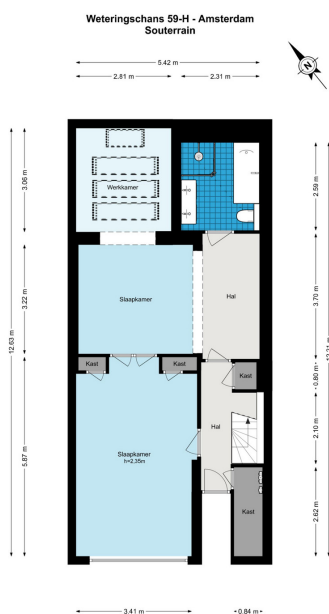 Weteringschans 59-H - Amsterdam
Souterrain
N
5.42 m
2.81 m
2.31 m
12.63 m
3.06 m
3.22 m
5.87 m
2.59 m
3.70 m
0.80 m
2.10 m
2.62 m
Werkkamer
Slaapkamer
Hal
Kast
Kast
Kast
Hal
Slaapkamer
h=2,35m
Kast
3.41 m
0.84 m